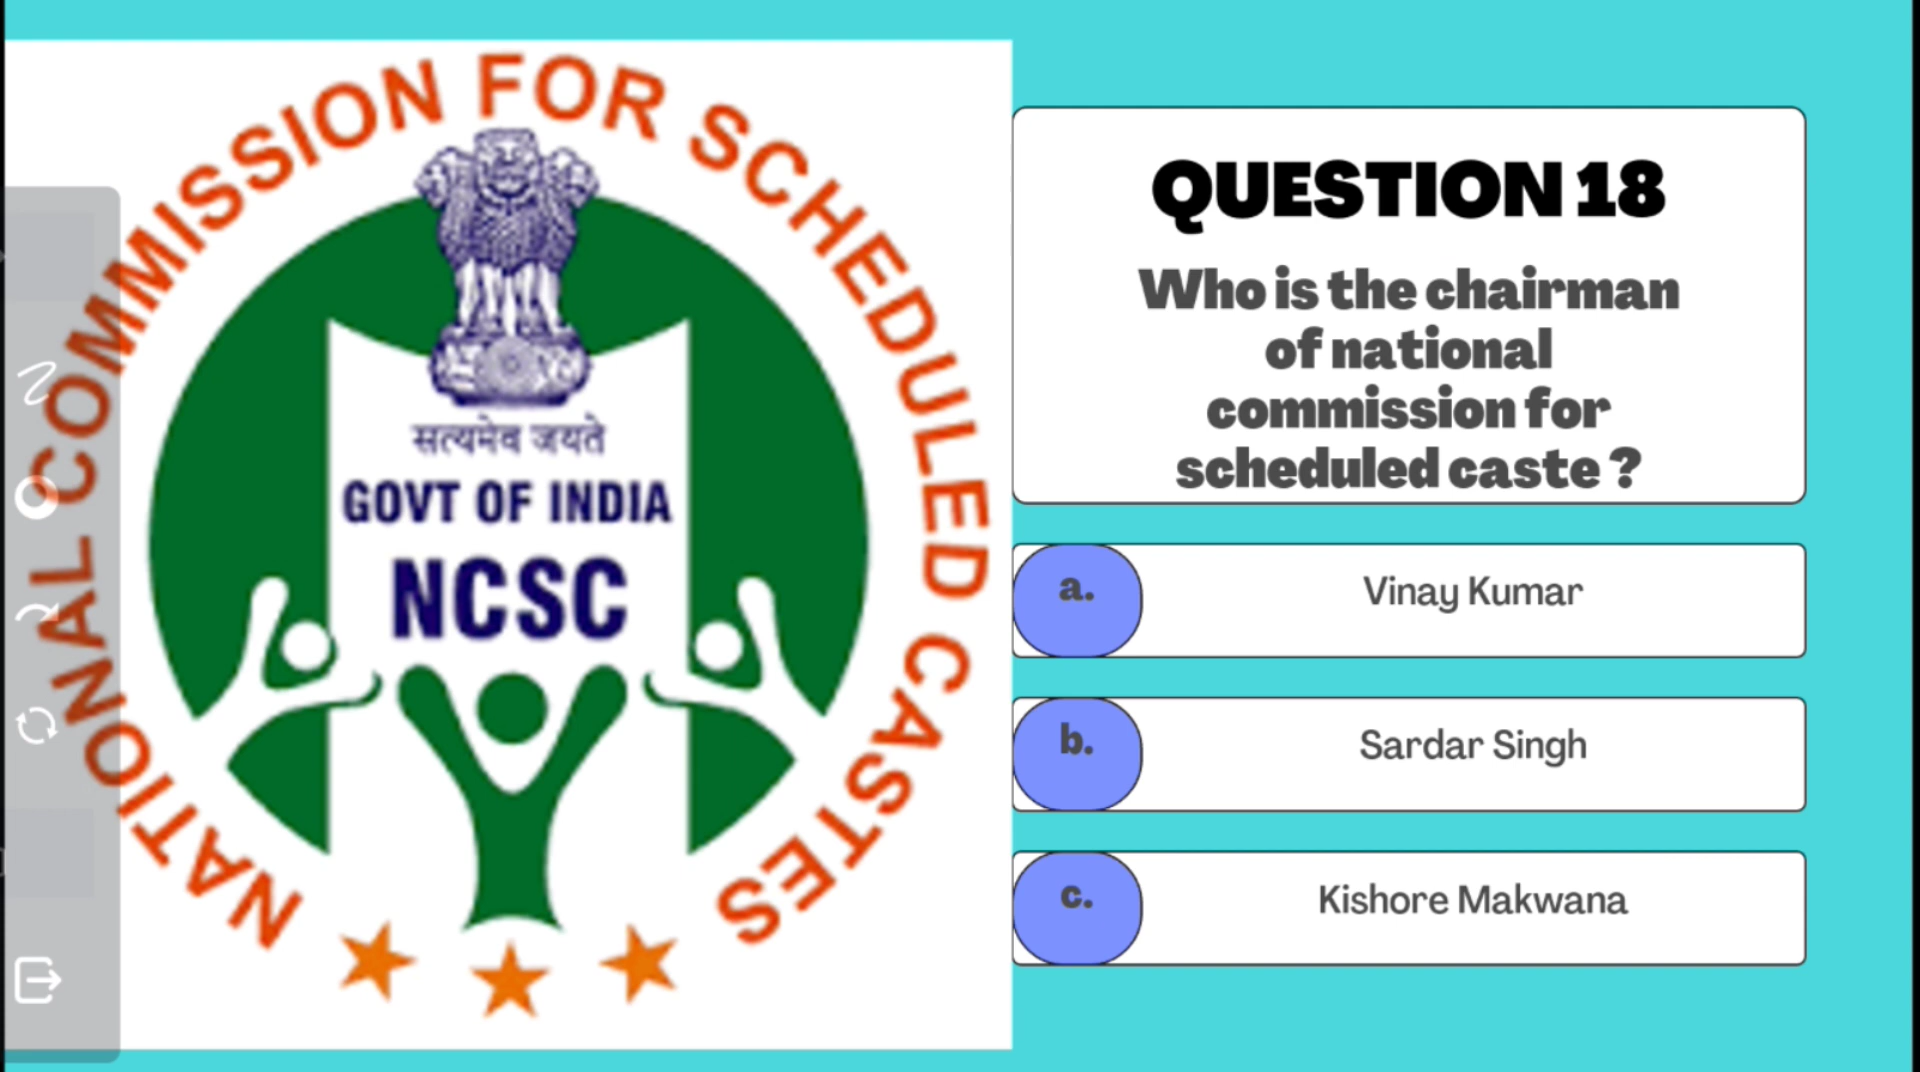 NATIONAL COMMISSION FOR SCHEDULED CASTES
सत्यमेव जयते
GOVT OF INDIA
NCSC
QUESTION 18
Who is the chairman
of national
commission for
scheduled caste ?
a. Vinay Kumar
b. Sardar Singh
c. Kishore Makwana